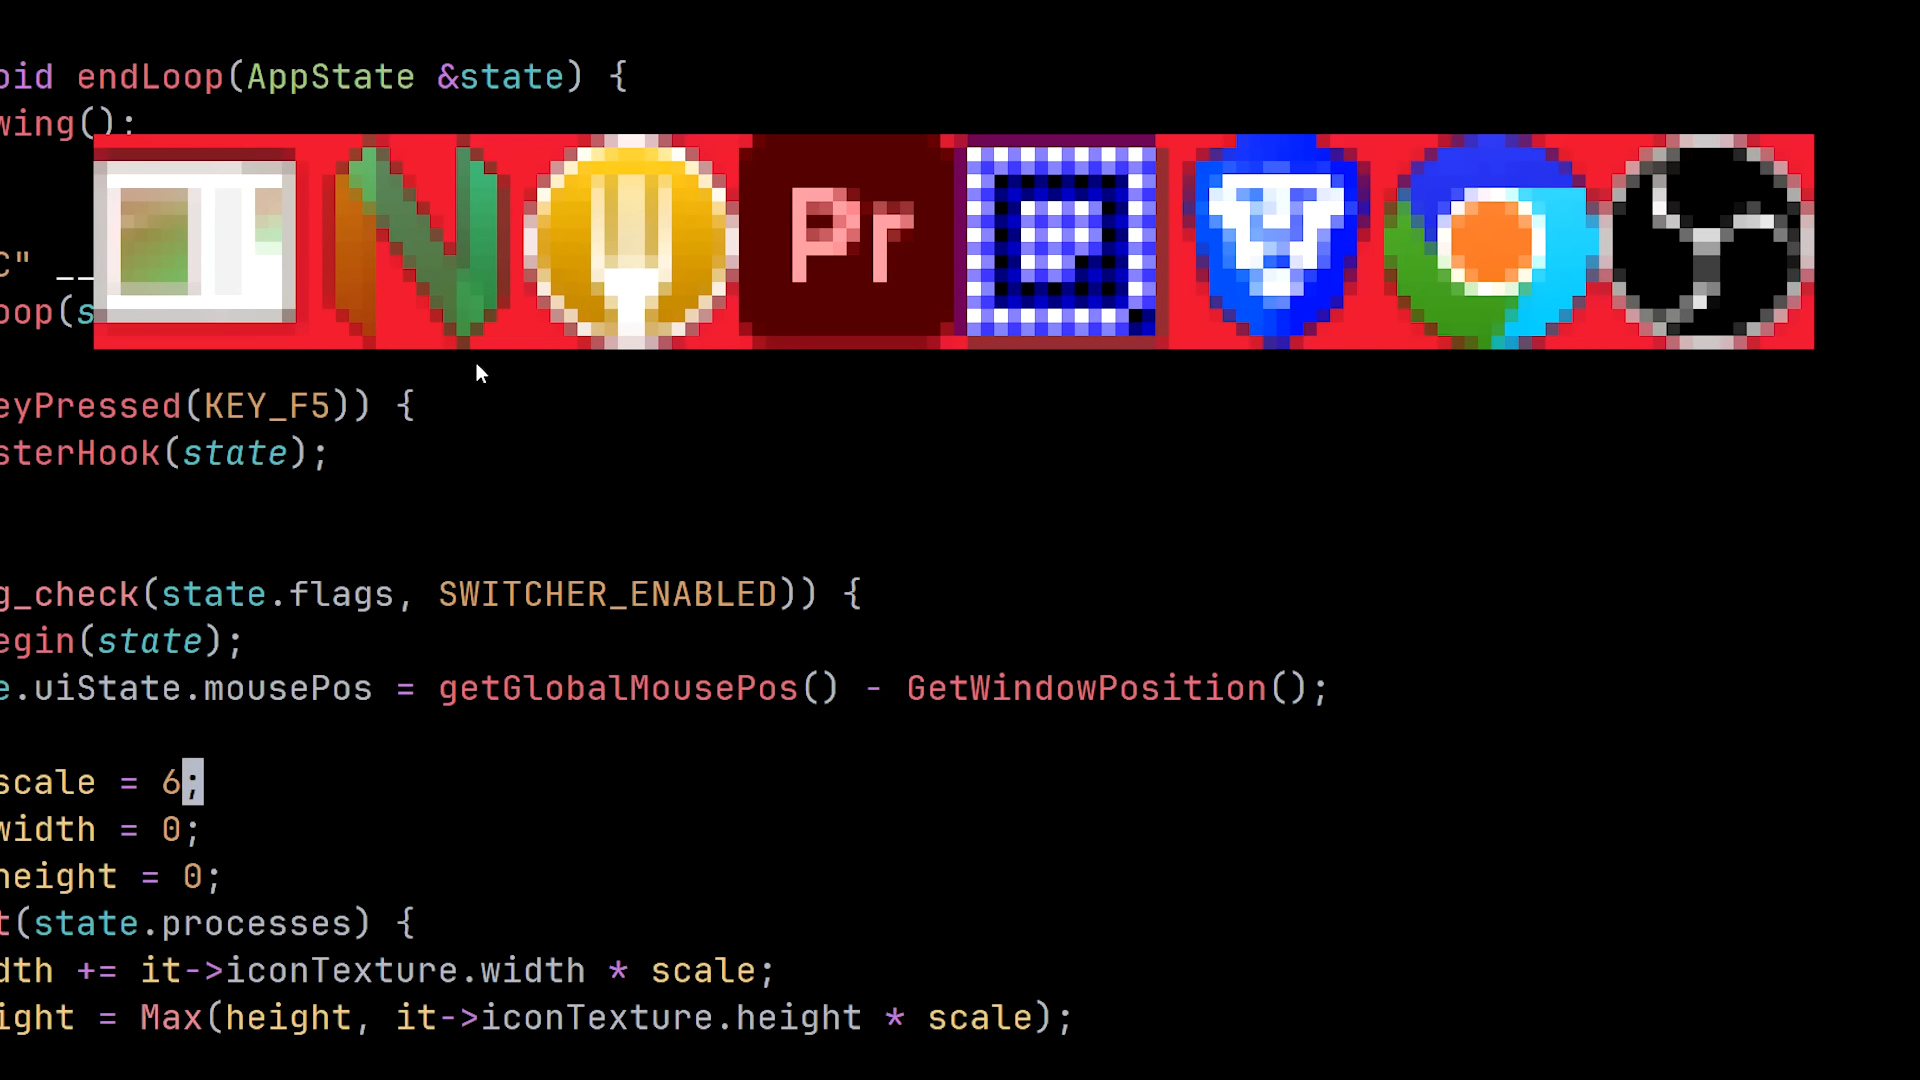 oid endLoop(AppState &state) {
wing();
Pr
C" __
oop(s
eyPressed(KEY_F5)) {
sterHook(state);
g_check(state.flags, SWITCHER_ENABLED)) {
egin(state);
e.uiState.mousePos = getGlobalMousePos() - GetWindowPosition();
scale = 6;
width = 0;
height = 0;
t(state.processes) {
dth += it->iconTexture.width * scale;
ight = Max(height, it->iconTexture.height * scale);